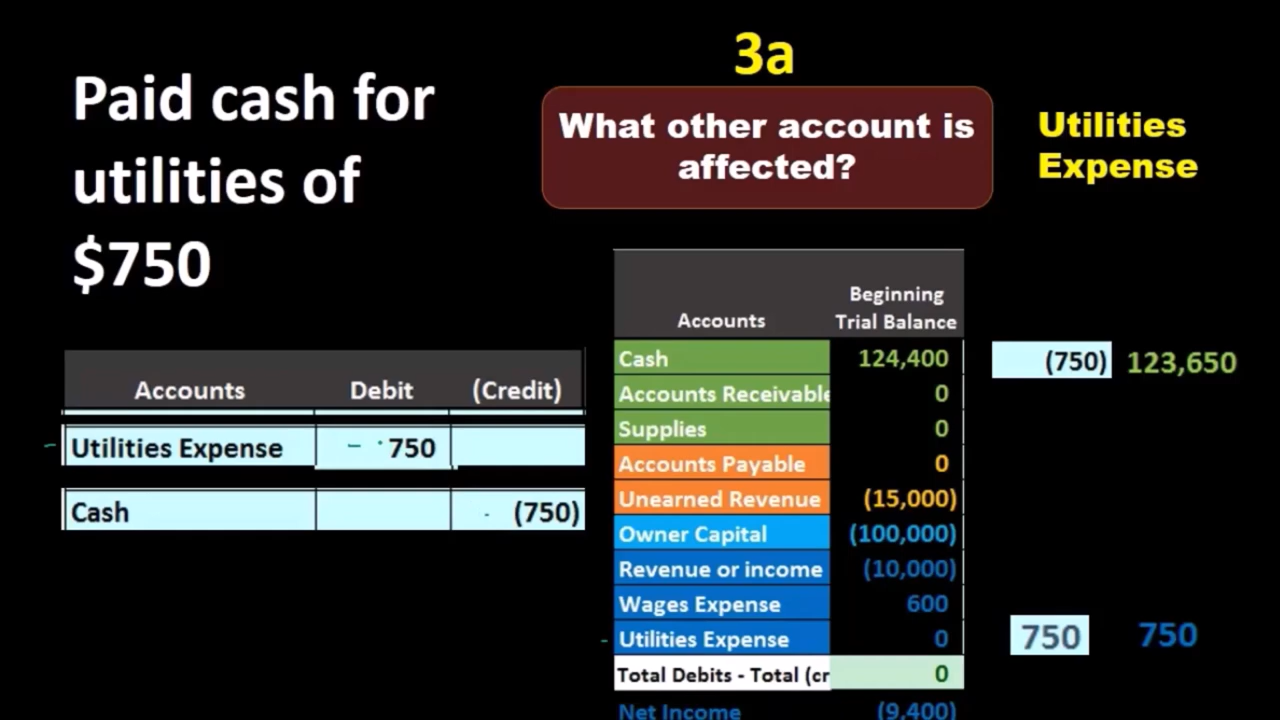 3a
Paid cash for
utilities of
$750
What other account is
affected?
Utilities
Expense
Accounts Debit (Credit)
Utilities Expense 750
Cash (750)
Accounts Beginning
Trial Balance
Cash 124,400 (750) 123,650
Accounts Receivable 0
Supplies 0
Accounts Payable 0
Unearned Revenue (15,000)
Owner Capital (100,000)
Revenue or income (10,000)
Wages Expense 600
Utilities Expense 0 750 750
Total Debits - Total (cr 0
Net Income (9,400)